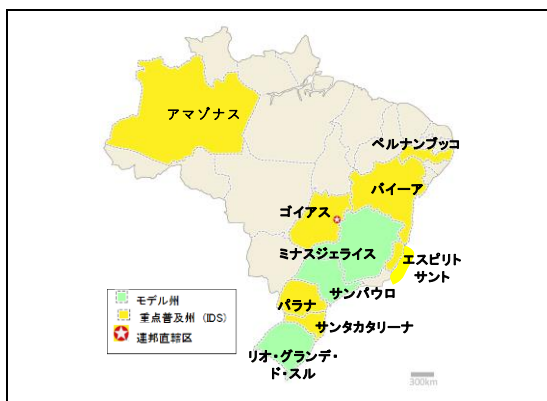 アマゾナス
ペルナンブッコ
バイーア
ゴイアス
ミナスジェライス
エスピリト
サント
サンパウロ
パラナ
サンタカタリーナ
リオ・グランデ・
ド・スル
モデル州
重点普及州 (IDS)
連邦直轄区
300km